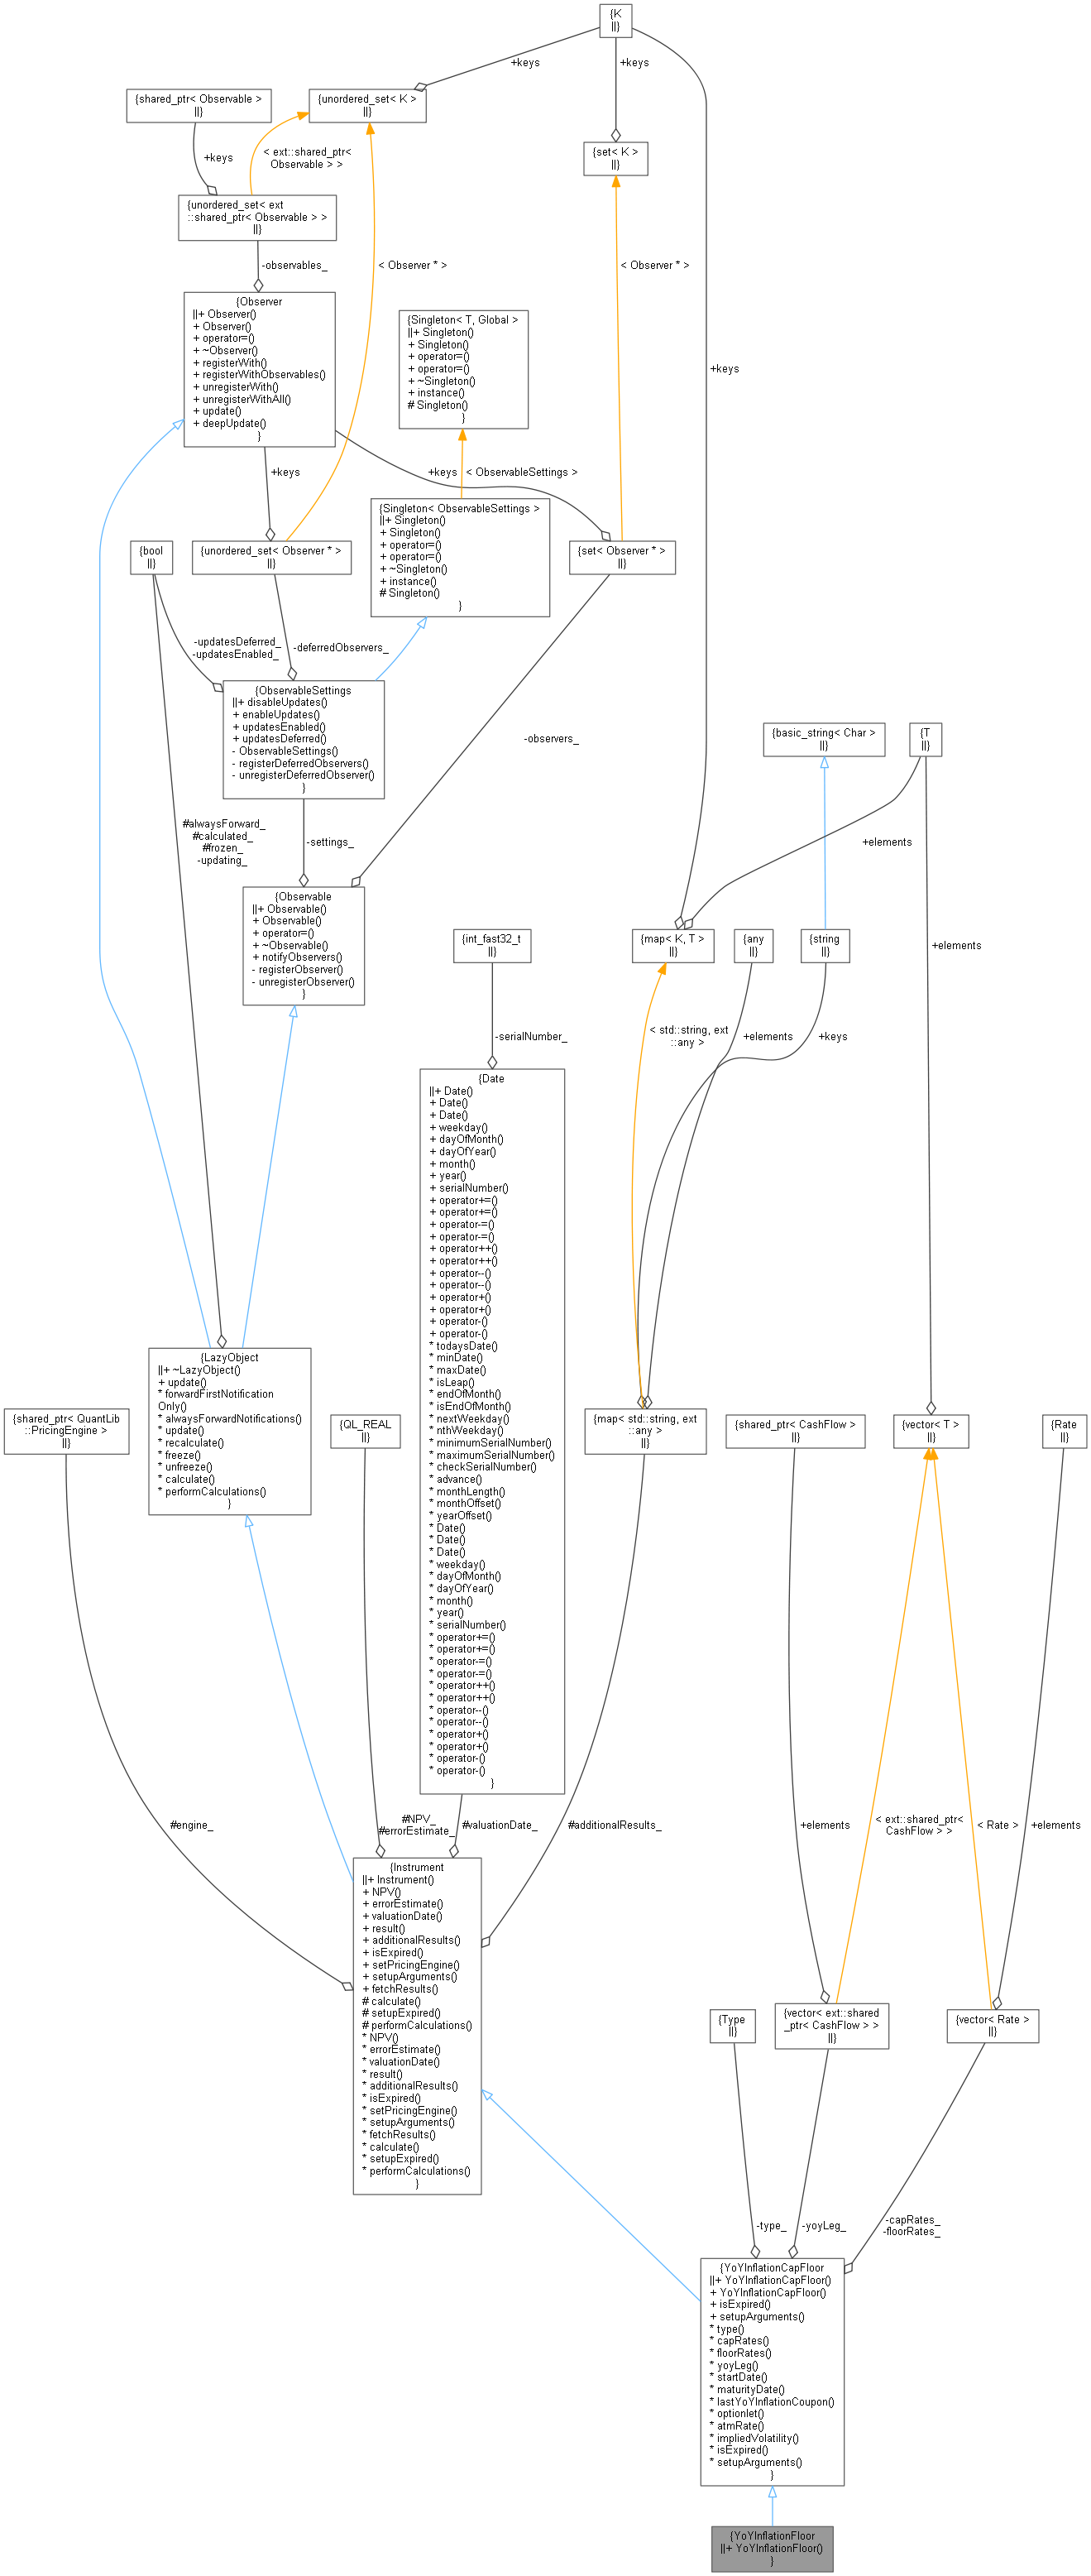 {K
||}
+keys
+keys
{shared_ptr< Observable >
||}
{unordered_set< K >
||}
+keys
< ext::shared_ptr<
Observable > >
{set< K >
||}
{unordered_set< ext
::shared_ptr< Observable > >
||}
-observables_
< Observer * >
< Observer * >
{Observer
||+ Observer()
+ Observer()
+ operator=()
+ ~Observer()
+ registerWith()
+ registerWithObservables()
+ unregisterWith()
+ unregisterWithAll()
+ update()
+ deepUpdate()
}
{Singleton< T, Global >
||+ Singleton()
+ Singleton()
+ operator=()
+ operator=()
+ ~Singleton()
+ instance()
# Singleton()
}
+keys
+keys
+keys
< ObservableSettings >
{Singleton< ObservableSettings >
||+ Singleton()
+ Singleton()
+ operator=()
+ operator=()
+ ~Singleton()
+ instance()
# Singleton()
}
{bool
||}
{unordered_set< Observer * >
||}
{set< Observer * >
||}
-updatesDeferred_
-updatesEnabled_
-deferredObservers_
{ObservableSettings
||+ disableUpdates()
+ enableUpdates()
+ updatesEnabled()
+ updatesDeferred()
- ObservableSettings()
- registerDeferredObservers()
- unregisterDeferredObserver()
}
-observers_
{basic_string< Char >
||}
{T
||}
#alwaysForward_
#calculated_
#frozen_
-updating_
-settings_
+elements
{Observable
||+ Observable()
+ Observable()
+ operator=()
+ ~Observable()
+ notifyObservers()
- registerObserver()
- unregisterObserver()
}
{int_fast32_t
||}
{map< K, T >
||}
{any
||}
{string
||}
+elements
-serialNumber_
< std::string, ext
::any >
+elements
+keys
{Date
||+ Date()
+ Date()
+ Date()
+ weekday()
+ dayOfMonth()
+ dayOfYear()
+ month()
+ year()
+ serialNumber()
+ operator+=()
+ operator+=()
+ operator-=()
+ operator-=()
+ operator++()
+ operator++()
+ operator--()
+ operator--()
+ operator+()
+ operator+()
+ operator-()
+ operator-()
* todaysDate()
* minDate()
* maxDate()
* isLeap()
* endOfMonth()
* isEndOfMonth()
* nextWeekday()
* nthWeekday()
* minimumSerialNumber()
* maximumSerialNumber()
* checkSerialNumber()
* advance()
* monthLength()
* monthOffset()
* yearOffset()
* Date()
* Date()
* Date()
* weekday()
* dayOfMonth()
* dayOfYear()
* month()
* year()
* serialNumber()
* operator+=()
* operator+=()
* operator-=()
* operator-=()
* operator++()
* operator++()
* operator--()
* operator--()
* operator+()
* operator+()
* operator-()
* operator-()
}
{LazyObject
||+ ~LazyObject()
+ update()
* forwardFirstNotification
Only()
* alwaysForwardNotifications()
* update()
* recalculate()
* freeze()
* unfreeze()
* calculate()
* performCalculations()
}
{shared_ptr< QuantLib
::PricingEngine >
||}
{QL_REAL
||}
{map< std::string, ext
::any >
||}
{shared_ptr< CashFlow >
||}
{vector< T >
||}
{Rate
||}
#engine_
#NPV_
#errorEstimate_
#valuationDate_
#additionalResults_
+elements
< ext::shared_ptr<
CashFlow > >
< Rate >
+elements
{Instrument
||+ Instrument()
+ NPV()
+ errorEstimate()
+ valuationDate()
+ result()
+ additionalResults()
+ isExpired()
+ setPricingEngine()
+ setupArguments()
+ fetchResults()
# calculate()
# setupExpired()
# performCalculations()
* NPV()
* errorEstimate()
* valuationDate()
* result()
* additionalResults()
* isExpired()
* setPricingEngine()
* setupArguments()
* fetchResults()
* calculate()
* setupExpired()
* performCalculations()
}
{Type
||}
{vector< ext::shared
_ptr< CashFlow > >
||}
{vector< Rate >
||}
-type_
-yoyLeg_
-capRates_
-floorRates_
{YoYInflationCapFloor
||+ YoYInflationCapFloor()
+ YoYInflationCapFloor()
+ isExpired()
+ setupArguments()
* type()
* capRates()
* floorRates()
* yoyLeg()
* startDate()
* maturityDate()
* lastYoYInflationCoupon()
* optionlet()
* atmRate()
* impliedVolatility()
* isExpired()
* setupArguments()
}
{YoYInflationFloor
||+ YoYInflationFloor()
}